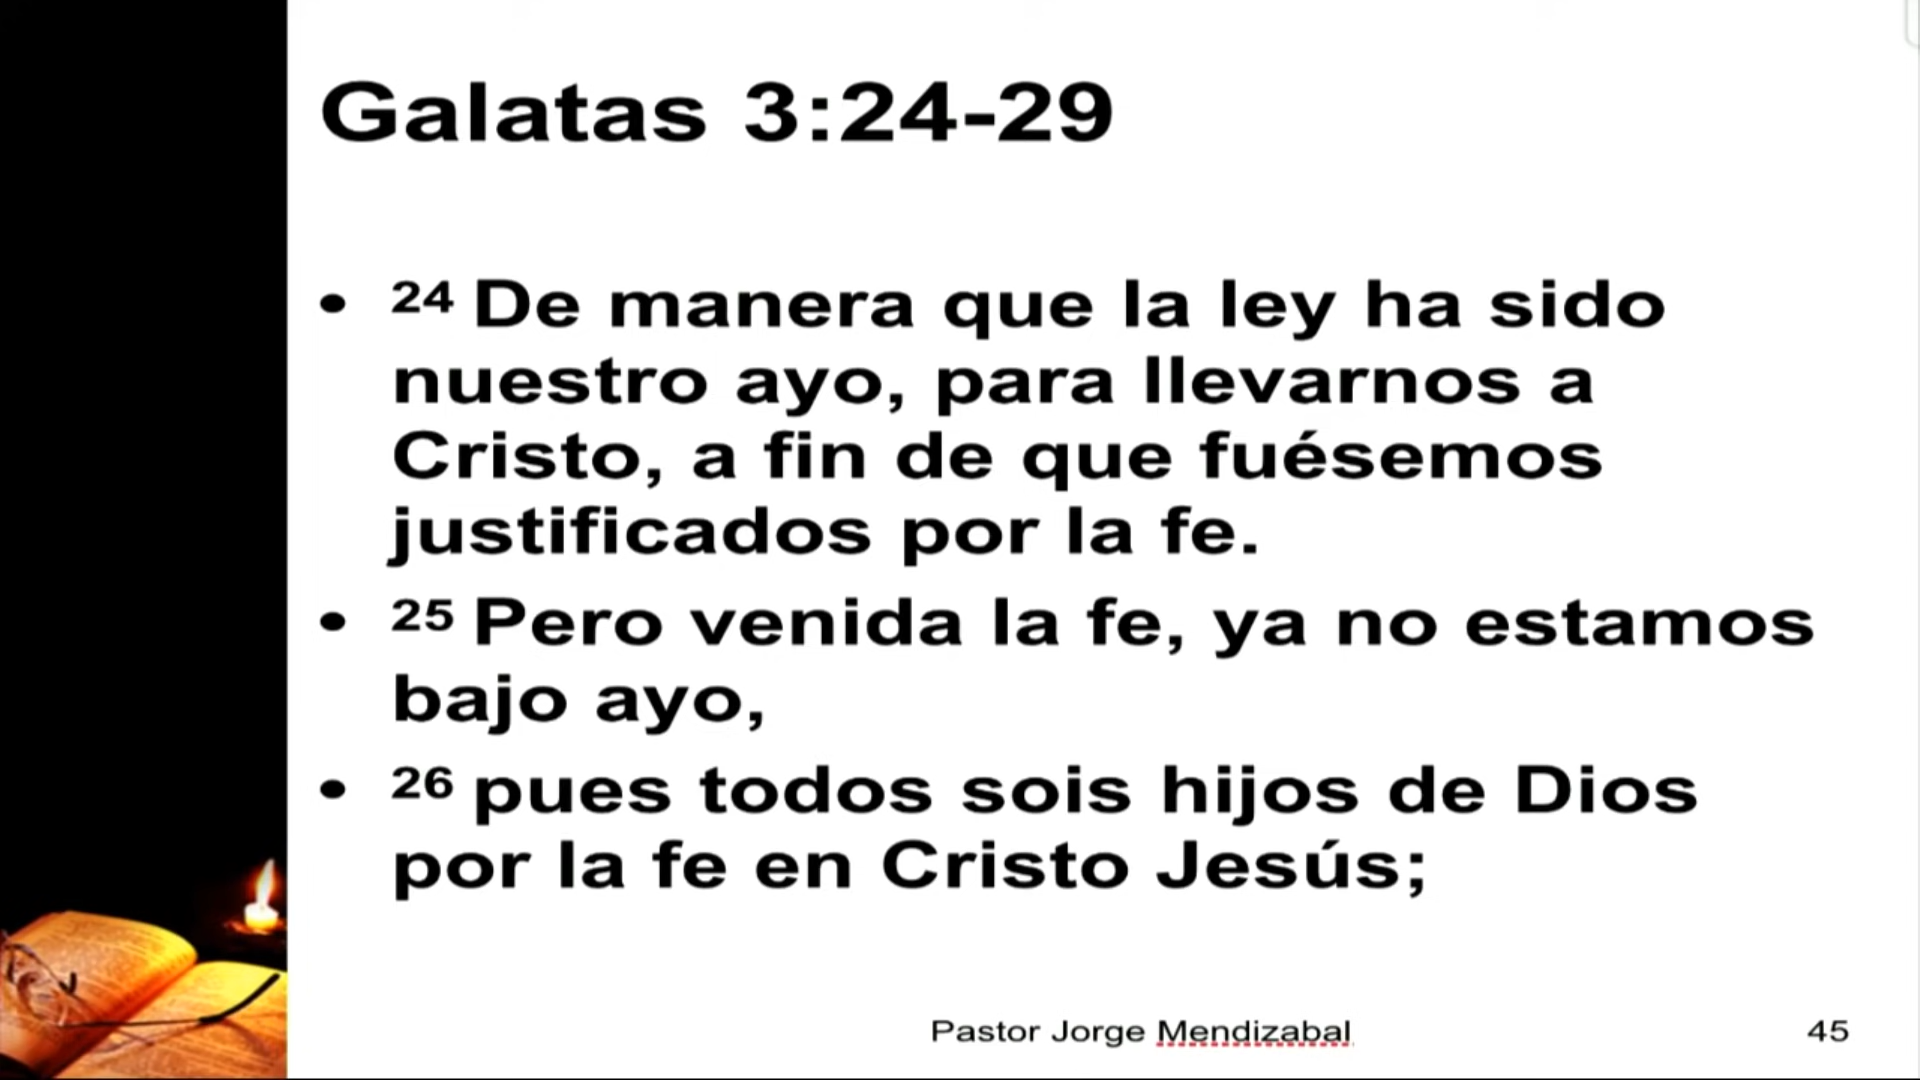 Galatas 3:24-29
• 24 De manera que la ley ha sido
nuestro ayo, para llevarnos a
Cristo, a fin de que fuésemos
justificados por la fe.
• 25 Pero venida la fe, ya no estamos
bajo ayo,
• 26 pues todos sois hijos de Dios
por la fe en Cristo Jesús;
Pastor Jorge Mendizabal
45